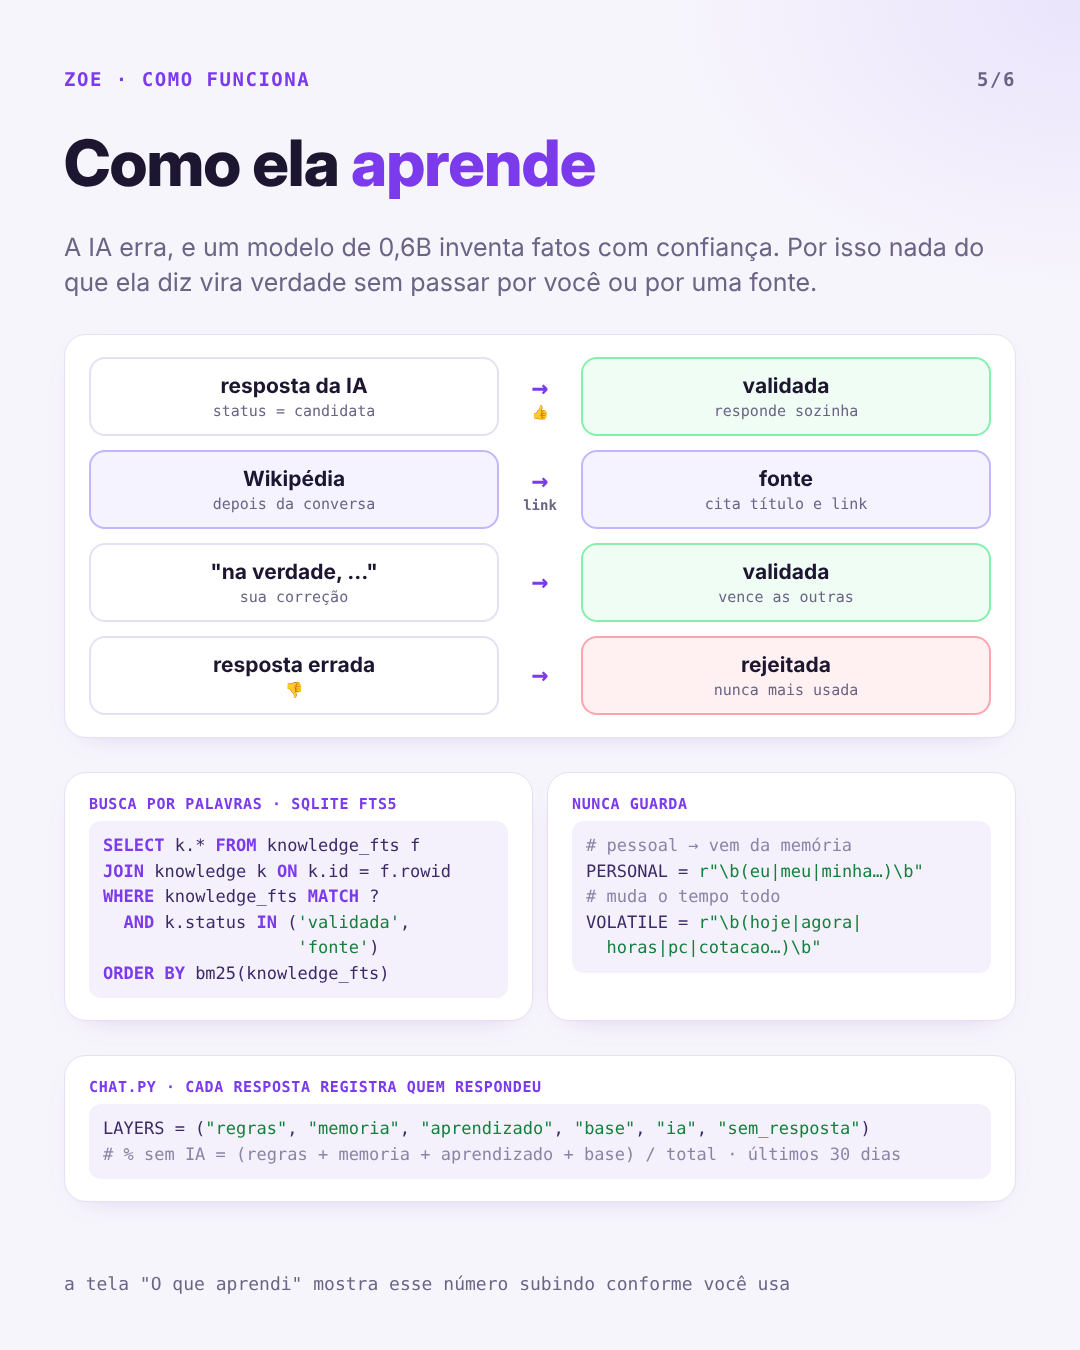 ZOE · COMO FUNCIONA
5/6
Como ela aprende
A IA erra, e um modelo de 0,6B inventa fatos com confiança. Por isso nada do
que ela diz vira verdade sem passar por você ou por uma fonte.
resposta da IA
status = candidata
→
👍
validada
responde sozinha
Wikipédia
depois da conversa
→
link
fonte
cita título e link
"na verdade, ..."
sua correção
→
validada
vence as outras
resposta errada
👎
→
rejeitada
nunca mais usada
BUSCA POR PALAVRAS · SQLITE FTS5
SELECT k.* FROM knowledge_fts f
JOIN knowledge k ON k.id = f.rowid
WHERE knowledge_fts MATCH ?
  AND k.status IN ('validada',
                   'fonte')
ORDER BY bm25(knowledge_fts)
NUNCA GUARDA
# pessoal → vem da memória
PERSONAL = r"\b(eu|meu|minha…)\b"
# muda o tempo todo
VOLATILE = r"\b(hoje|agora|
  horas|pc|cotacao…)\b"
CHAT.PY · CADA RESPOSTA REGISTRA QUEM RESPONDEU
LAYERS = ("regras", "memoria", "aprendizado", "base", "ia", "sem_resposta")
# % sem IA = (regras + memoria + aprendizado + base) / total · últimos 30 dias
a tela "O que aprendi" mostra esse número subindo conforme você usa